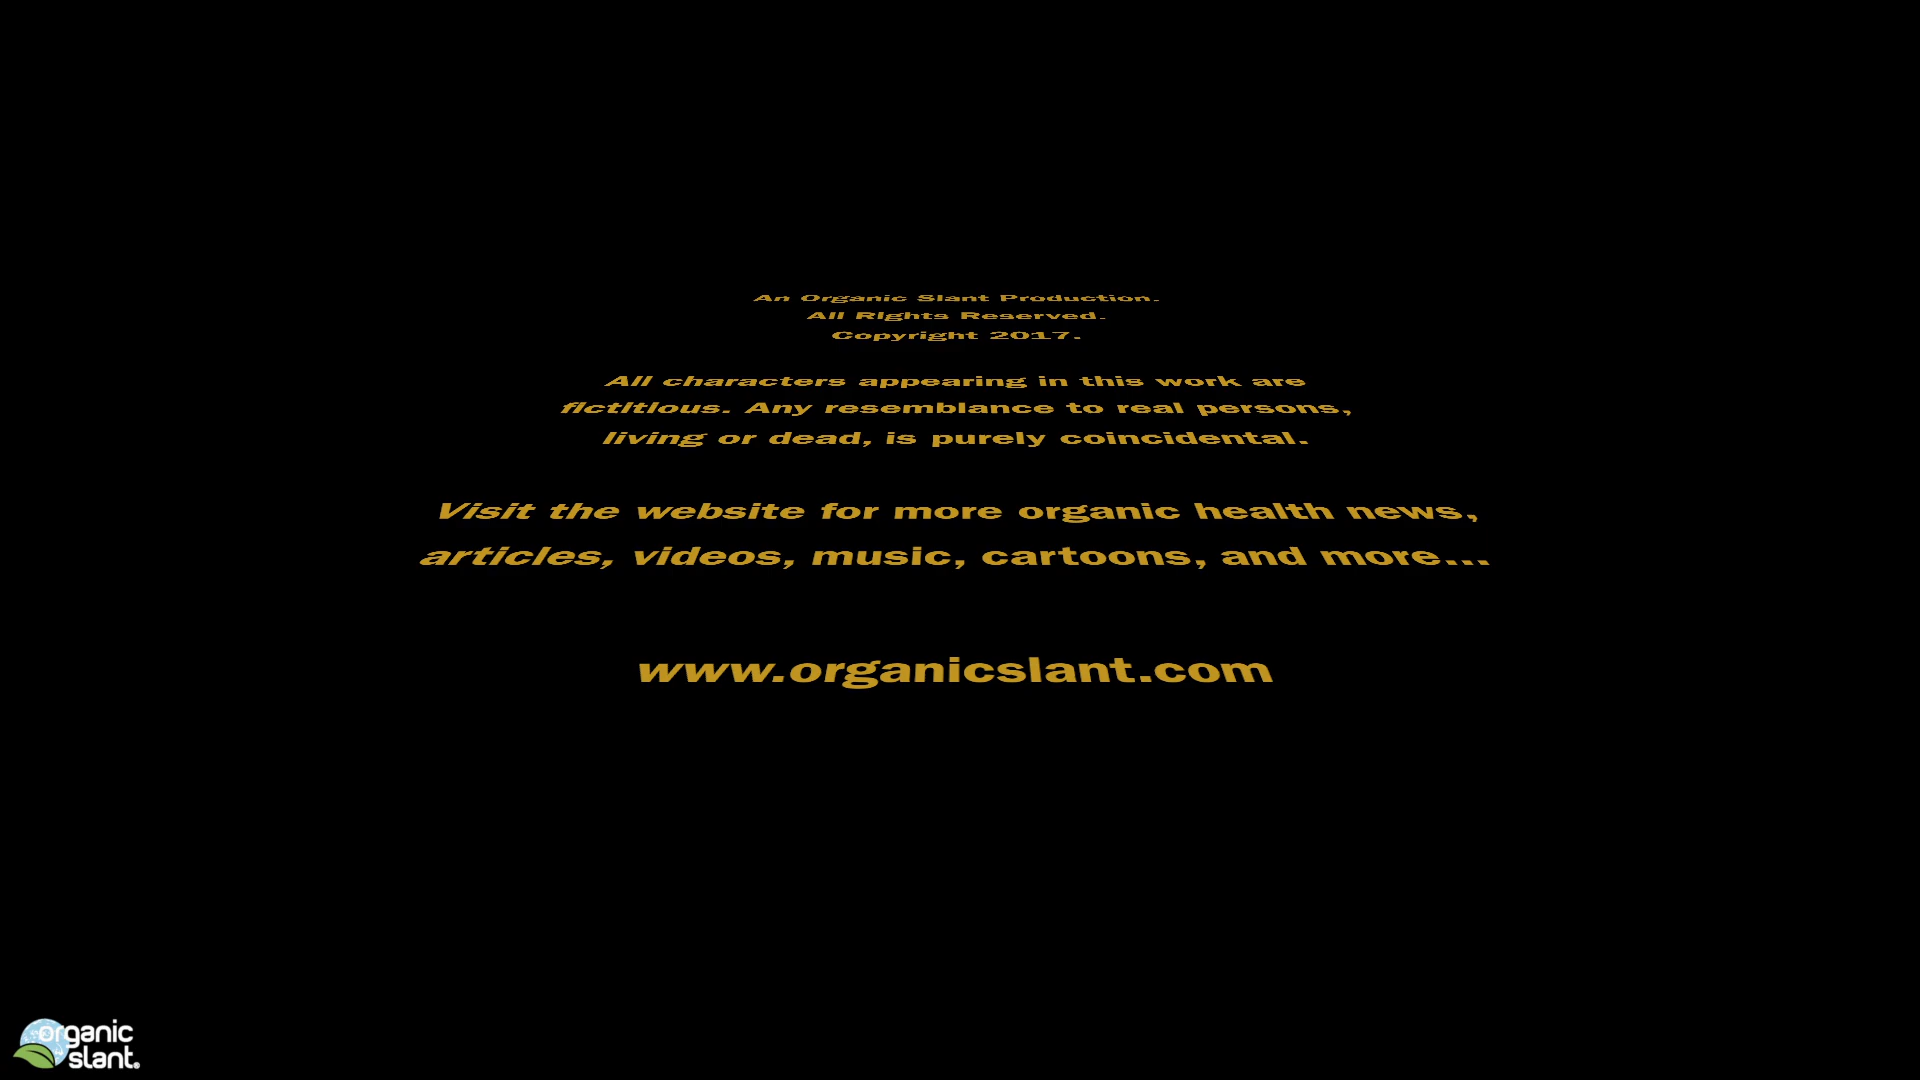 An Organic Slant Production.
All Rights Reserved.
Copyright 2017.
All characters appearing in this work are
fictitious. Any resemblance to real persons,
living or dead, is purely coincidental.
Visit the website for more organic health news,
articles, videos, music, cartoons, and more...
www.organicslant.com
organic
slant®